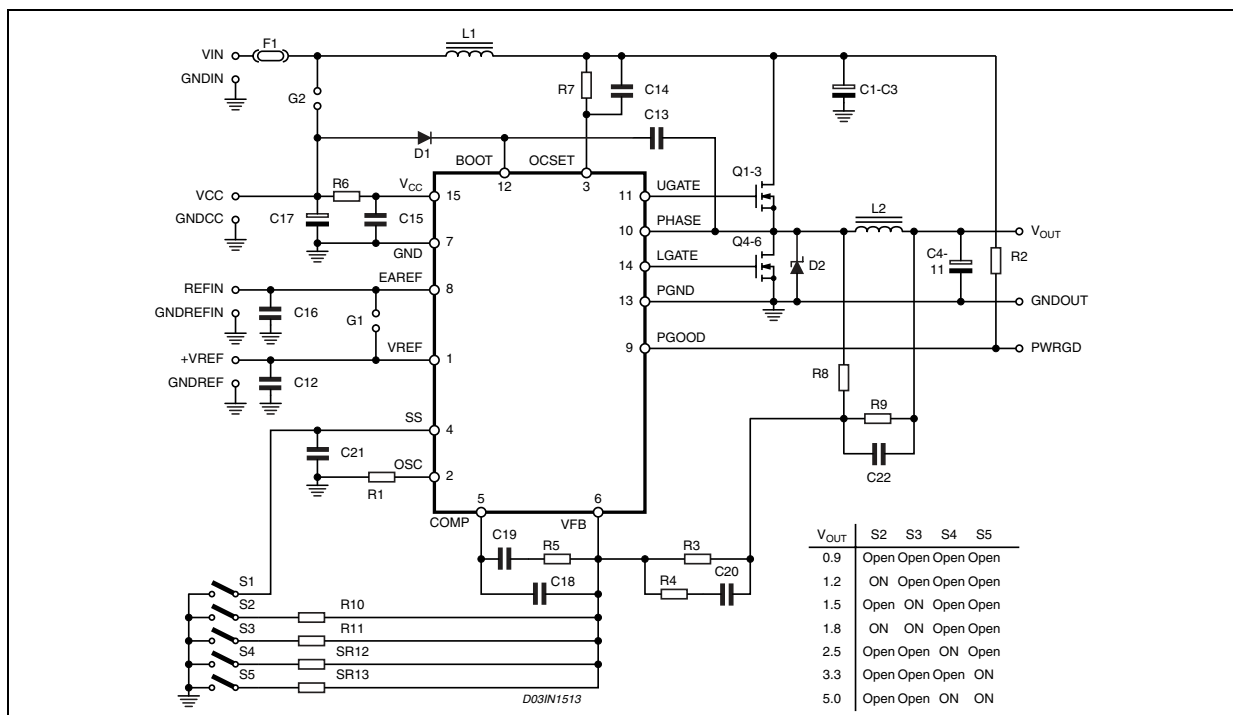 L1
VIN
F1
GNDIN
G2
R7
C14
C1-C3
C13
D1
BOOT
OCSET
12
3
Q1-3
VCC
R6
VCC
15
11
UGATE
GNDCC
C17
C15
L2
10
PHASE
VOUT
7
GND
Q4-6
C4-
11
R2
14
LGATE
D2
EAREF
REFIN
8
13
PGND
GNDOUT
GNDREFIN
C16
G1
VREF
9
PGOOD
PWRGD
+VREF
1
R8
GNDREF
C12
R9
SS
4
C21
C22
OSC
2
R1
5
6
COMP
VFB
C19
R5
R3
C20
C18
R4
S1
S2
R10
S3
R11
S4
SR12
S5
SR13
D03IN1513
VOUT S2 S3 S4 S5
0.9 Open Open Open Open
1.2 ON Open Open Open
1.5 Open ON Open Open
1.8 ON ON Open Open
2.5 Open Open ON Open
3.3 Open Open Open ON
5.0 Open Open ON ON